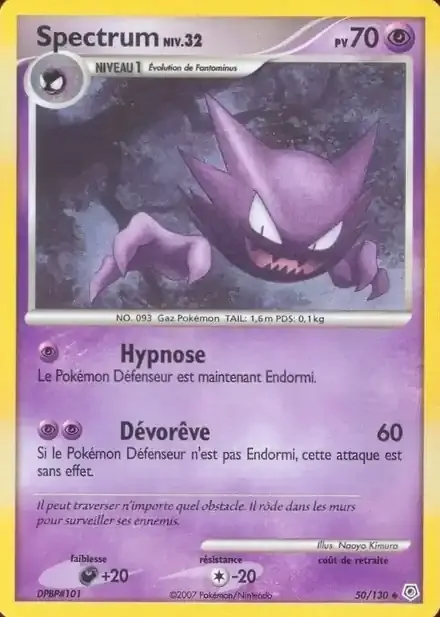 Spectrum NIV.32
PV 70
NIVEAU 1 Évolution de Fantominus
NO. 093 Gaz Pokémon TAIL: 1,6m PDS: 0,1kg
Hypnose
Le Pokémon Défenseur est maintenant Endormi.
Dévorêve 60
Si le Pokémon Défenseur n'est pas Endormi, cette attaque est
sans effet.
Il peut traverser n'importe quel obstacle. Il rôde dans les murs
pour surveiller ses ennemis.
Illus. Naoyo Kimura
faiblesse résistance coût de retraite
+20 -20
DPBP#101 ©2007 Pokémon/Nintendo 50/130